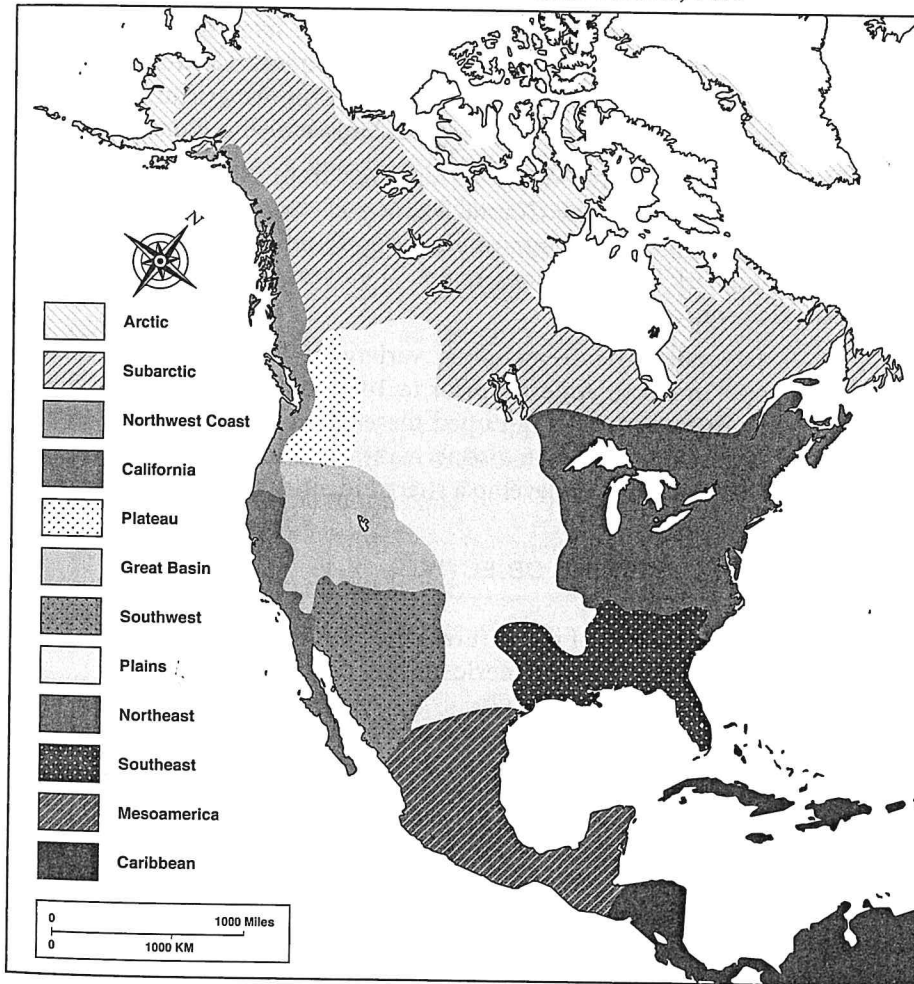 N
Arctic
Subarctic
Northwest Coast
California
Plateau
Great Basin
Southwest
Plains
Northeast
Southeast
Mesoamerica
Caribbean
0 1000 Miles
0 1000 KM